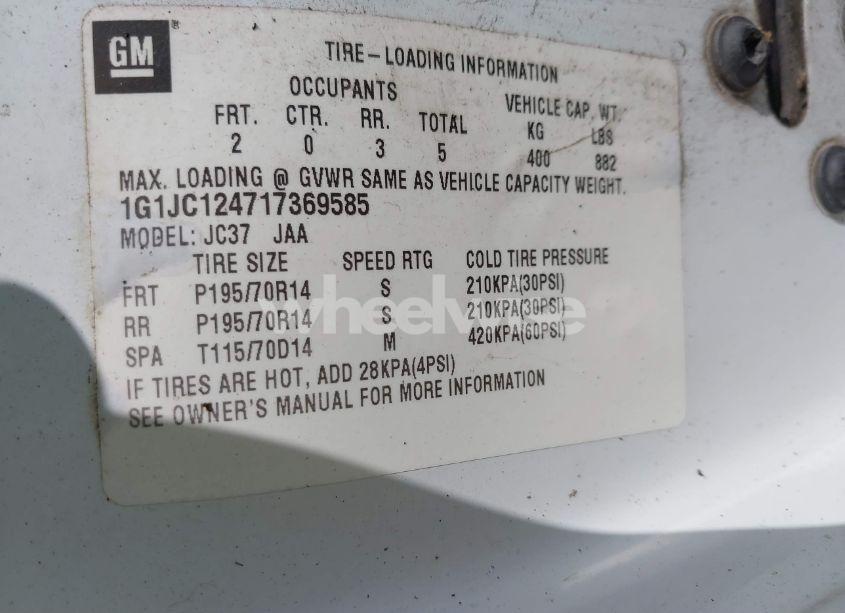 GM
TIRE-LOADING INFORMATION
OCCUPANTS
VEHICLE CAP. WT.
FRT. CTR. RR. TOTAL KG LBS
2 0 3 5 400 882
MAX. LOADING @ GVWR SAME AS VEHICLE CAPACITY WEIGHT.
1G1JC124717369585
MODEL: JC37 JAA
TIRE SIZE SPEED RTG COLD TIRE PRESSURE
FRT P195/70R14 S 210KPA(30PSI)
RR P195/70R14 S 210KPA(30PSI)
SPA T115/70D14 M 420KPA(60PSI)
IF TIRES ARE HOT, ADD 28KPA(4PSI)
SEE OWNER'S MANUAL FOR MORE INFORMATION